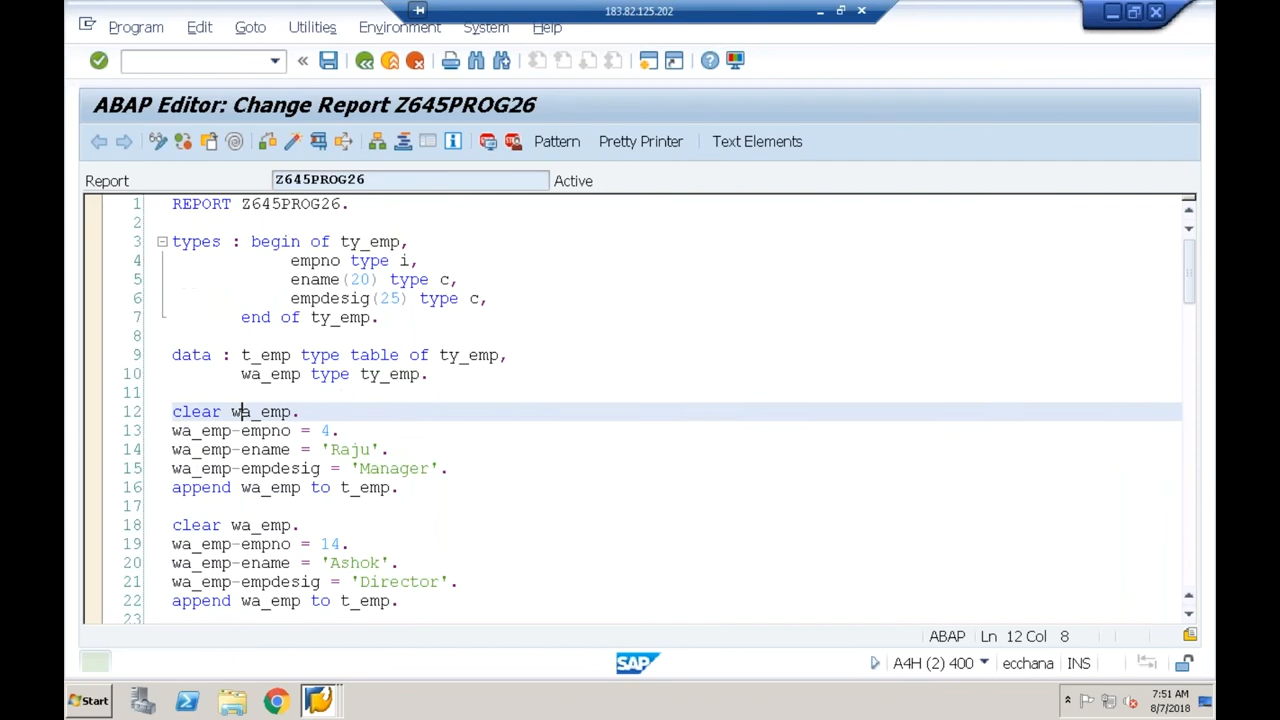 183.82.125.202
Program Edit Goto Utilities Environment System Help
ABAP Editor: Change Report Z645PROG26
Pattern Pretty Printer Text Elements
Report Z645PROG26 Active
1 REPORT Z645PROG26.
2
3 types : begin of ty_emp,
4 empno type i,
5 ename(20) type c,
6 empdesig(25) type c,
7 end of ty_emp.
8
9 data : t_emp type table of ty_emp,
10 wa_emp type ty_emp.
11
12 clear wa_emp.
13 wa_emp-empno = 4.
14 wa_emp-ename = 'Raju'.
15 wa_emp-empdesig = 'Manager'.
16 append wa_emp to t_emp.
17
18 clear wa_emp.
19 wa_emp-empno = 14.
20 wa_emp-ename = 'Ashok'.
21 wa_emp-empdesig = 'Director'.
22 append wa_emp to t_emp.
23
ABAP Ln 12 Col 8
SAP A4H (2) 400 ecchana INS
Start 7:51 AM
8/7/2018